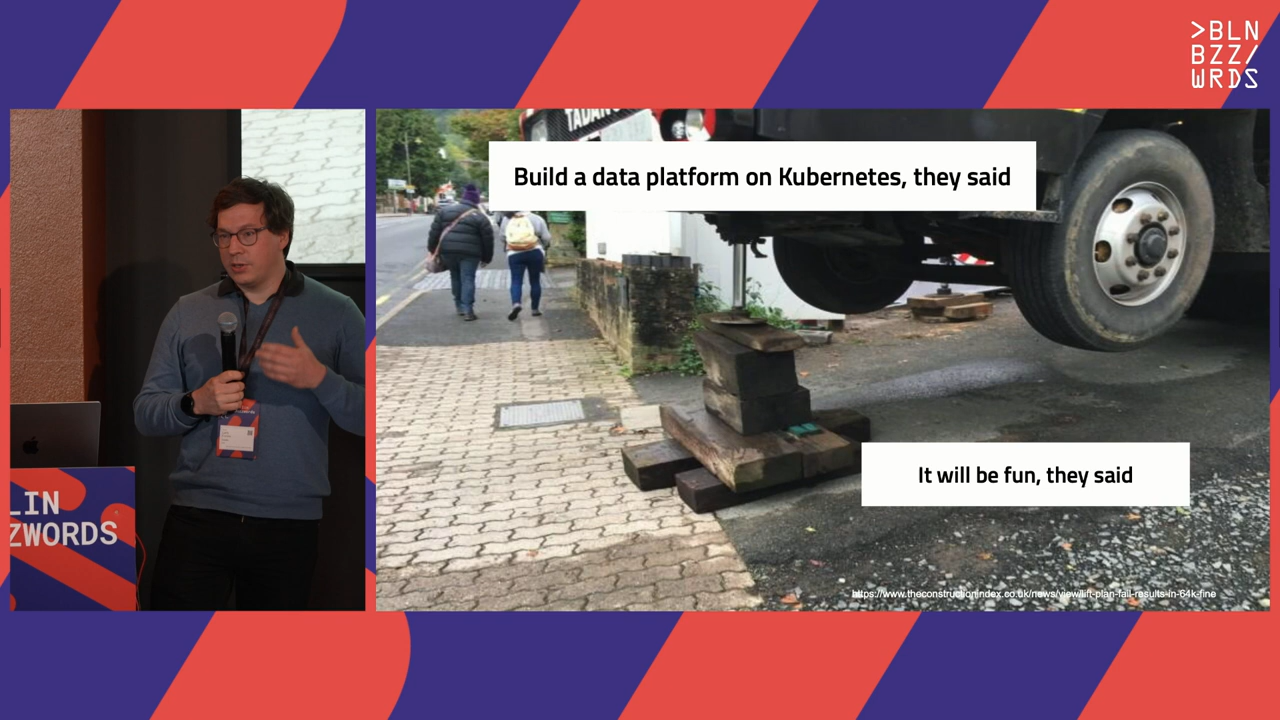 >BLN
BZZ/
WRDS
TADANO
Build a data platform on Kubernetes, they said
It will be fun, they said
https://www.theconstructionindex.co.uk/news/view/lift-plan-fail-results-in-64k-fine
LIN
ZWORDS